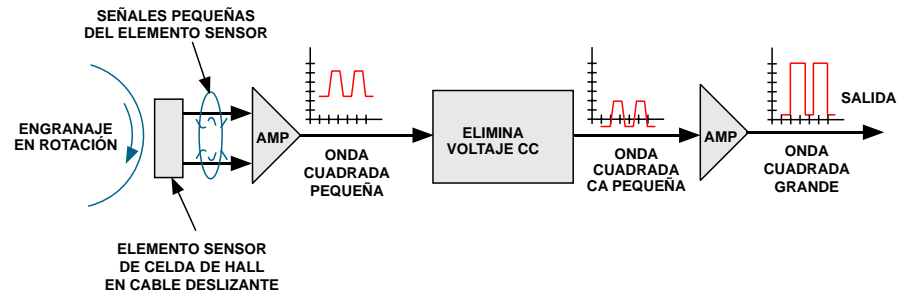 SEÑALES PEQUEÑAS
DEL ELEMENTO SENSOR
ENGRANAJE
EN ROTACIÓN
AMP
ONDA
CUADRADA
PEQUEÑA
ELIMINA
VOLTAJE CC
ONDA
CUADRADA
CA PEQUEÑA
AMP
SALIDA
ONDA
CUADRADA
GRANDE
ELEMENTO SENSOR
DE CELDA DE HALL
EN CABLE DESLIZANTE